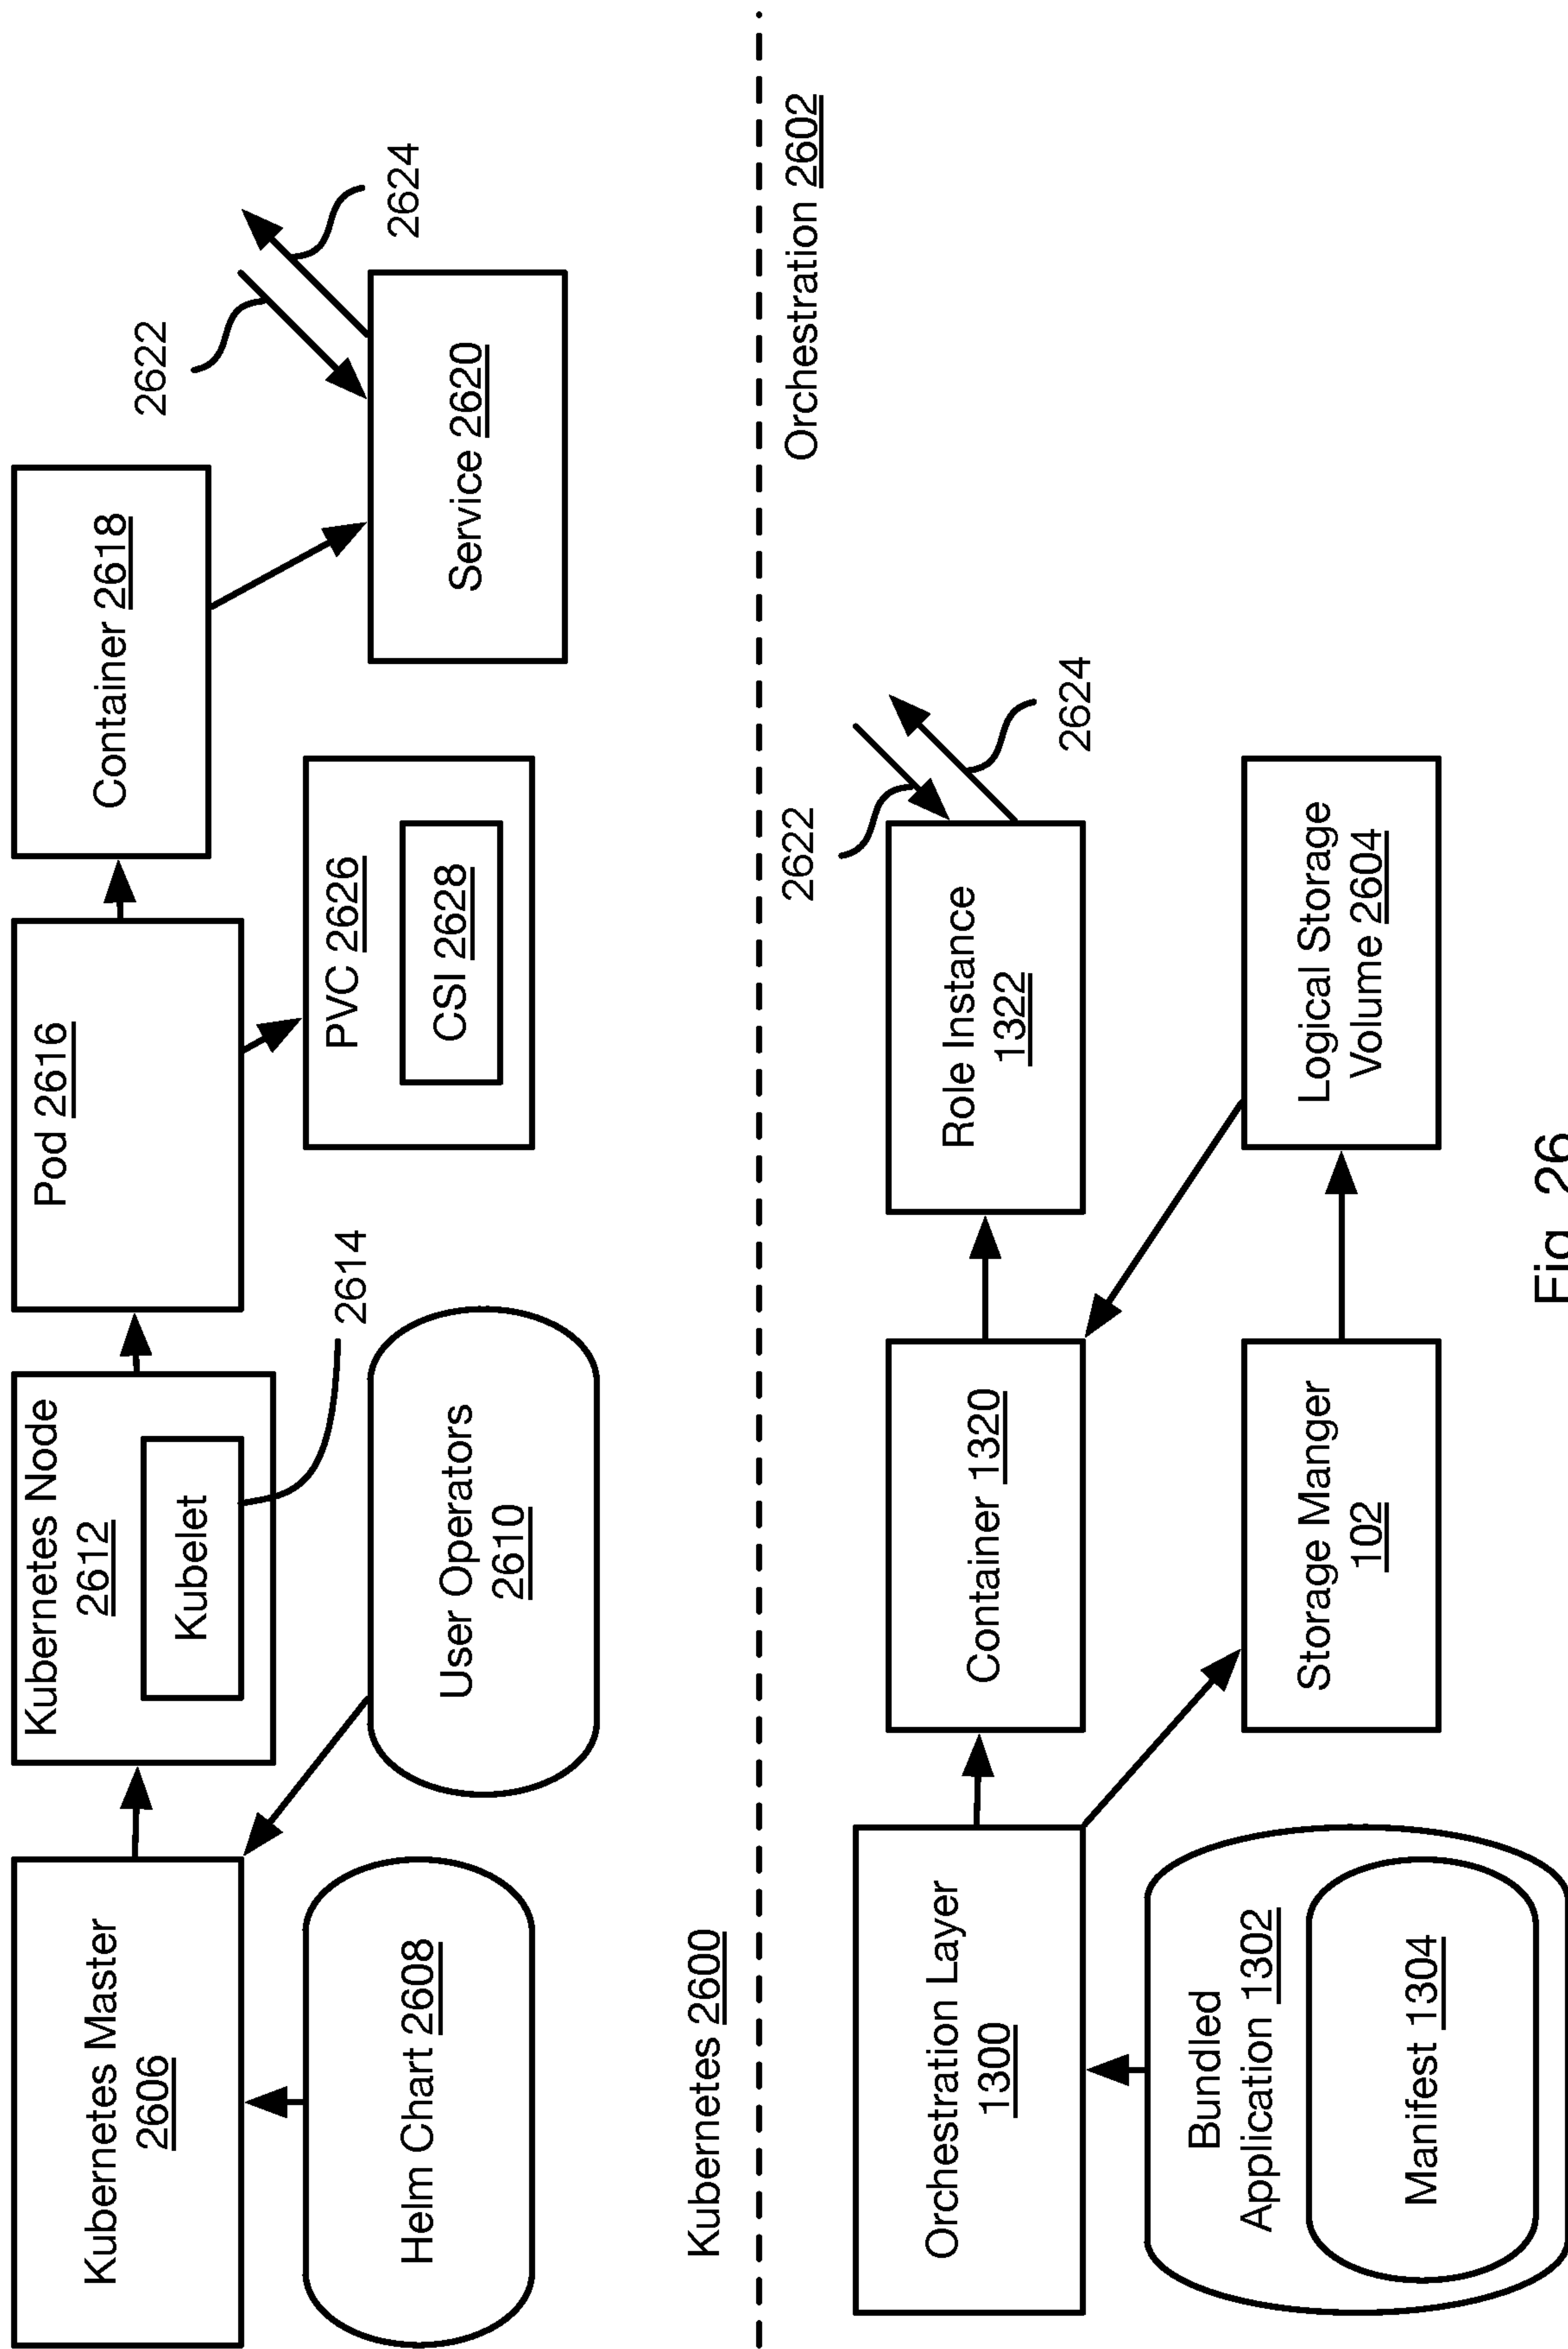 Kubernetes Master
2606
Kubernetes Node
2612
Kubelet
2614
Pod 2616
Container 2618
2622
2624
Helm Chart 2608
User Operators
2610
PVC 2626
CSI 2628
Service 2620
Kubernetes 2600
Orchestration 2602
Orchestration Layer
1300
Container 1320
Role Instance
1322
2622
2624
Bundled
Application 1302
Manifest 1304
Storage Manger
102
Logical Storage
Volume 2604
Fig. 26